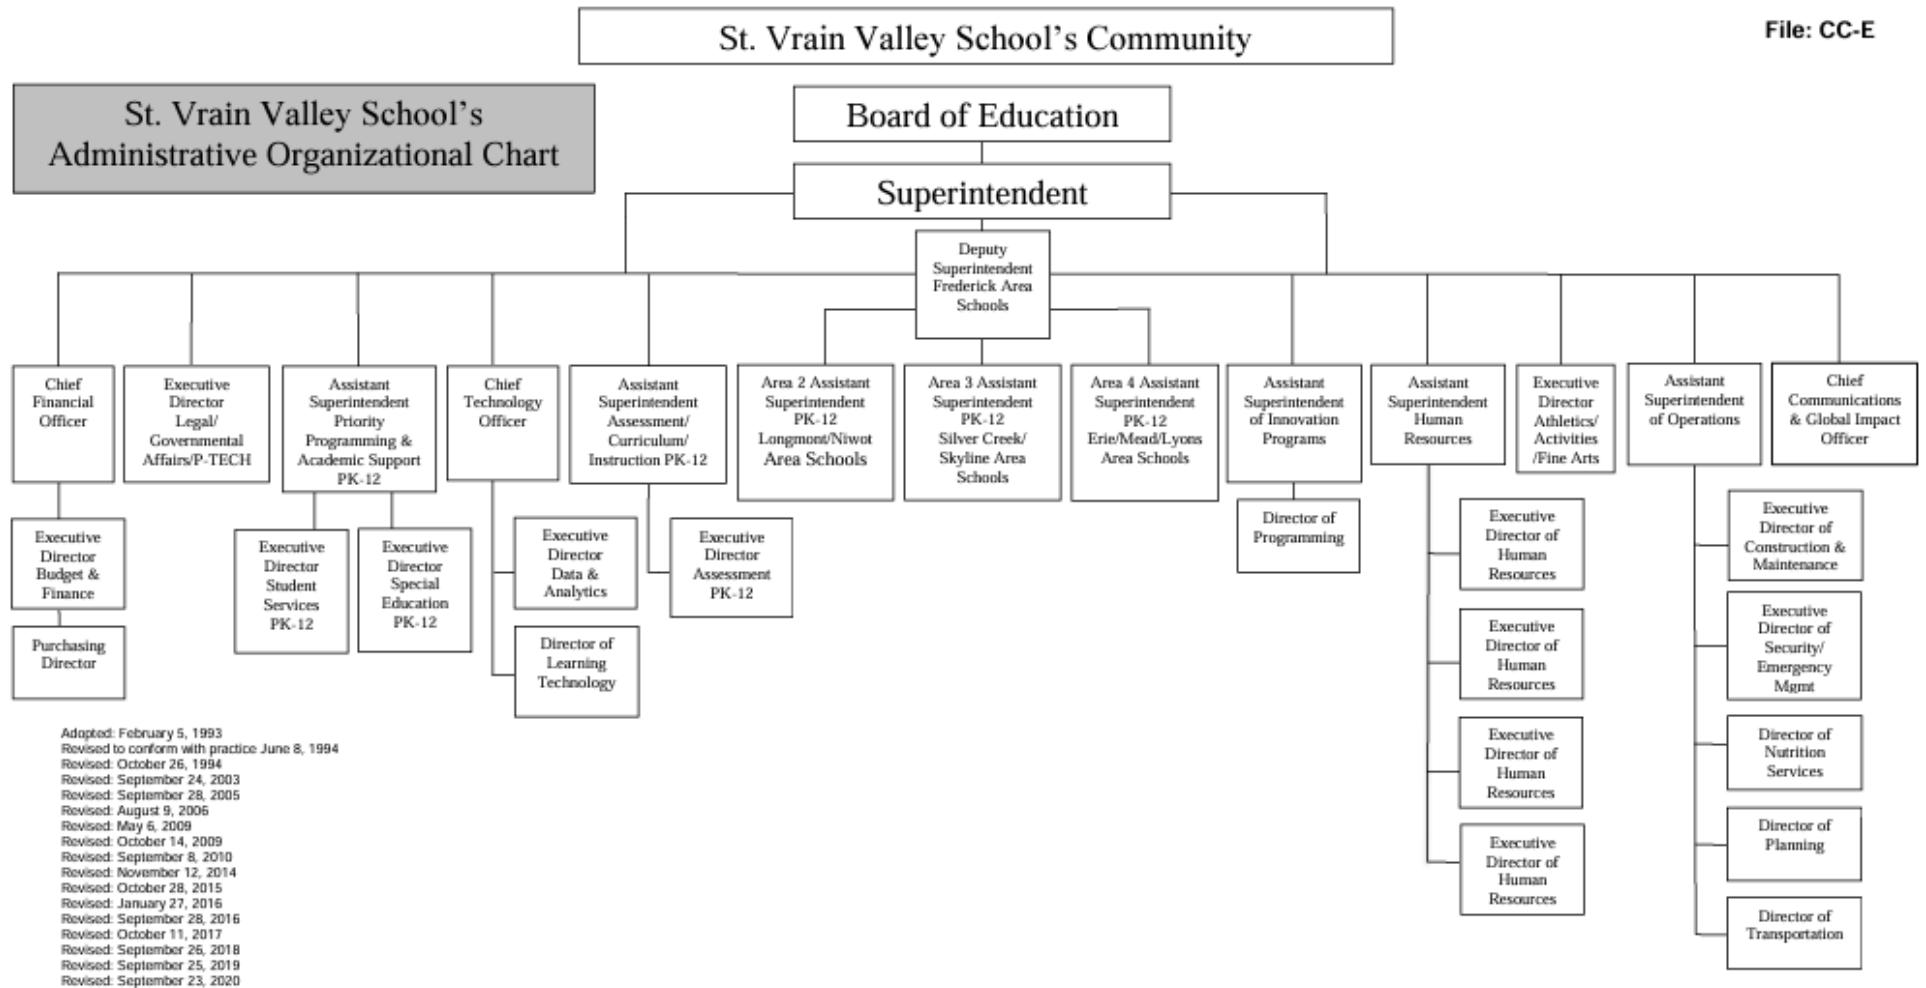 St. Vrain Valley School's Community
File: CC-E
St. Vrain Valley School's
Administrative Organizational Chart
Board of Education
Superintendent
Deputy
Superintendent
Frederick Area
Schools
Chief
Financial
Officer
Executive
Director
Legal/
Governmental
Affairs/P-TECH
Assistant
Superintendent
Priority
Programming &
Academic Support
PK-12
Chief
Technology
Officer
Assistant
Superintendent
Assessment/
Curriculum/
Instruction PK-12
Area 2 Assistant
Superintendent
PK-12
Longmont/Niwot
Area Schools
Area 3 Assistant
Superintendent
PK-12
Silver Creek/
Skyline Area
Schools
Area 4 Assistant
Superintendent
PK-12
Erie/Mead/Lyons
Area Schools
Assistant
Superintendent
of Innovation
Programs
Assistant
Superintendent
Human
Resources
Executive
Director
Athletics/
Activities
/Fine Arts
Assistant
Superintendent
of Operations
Chief
Communications
& Global Impact
Officer
Executive
Director
Budget &
Finance
Purchasing
Director
Executive
Director
Student
Services
PK-12
Executive
Director
Special
Education
PK-12
Executive
Director
Data &
Analytics
Director of
Learning
Technology
Executive
Director
Assessment
PK-12
Director of
Programming
Executive
Director of
Human
Resources
Executive
Director of
Human
Resources
Executive
Director of
Human
Resources
Executive
Director of
Human
Resources
Executive
Director of
Construction &
Maintenance
Executive
Director of
Security/
Emergency
Mgmt
Director of
Nutrition
Services
Director of
Planning
Director of
Transportation
Adopted: February 5, 1993
Revised to conform with practice June 8, 1994
Revised: October 26, 1994
Revised: September 24, 2003
Revised: September 28, 2005
Revised: August 9, 2006
Revised: May 6, 2009
Revised: October 14, 2009
Revised: September 8, 2010
Revised: November 12, 2014
Revised: October 28, 2015
Revised: January 27, 2016
Revised: September 28, 2016
Revised: October 11, 2017
Revised: September 26, 2018
Revised: September 25, 2019
Revised: September 23, 2020